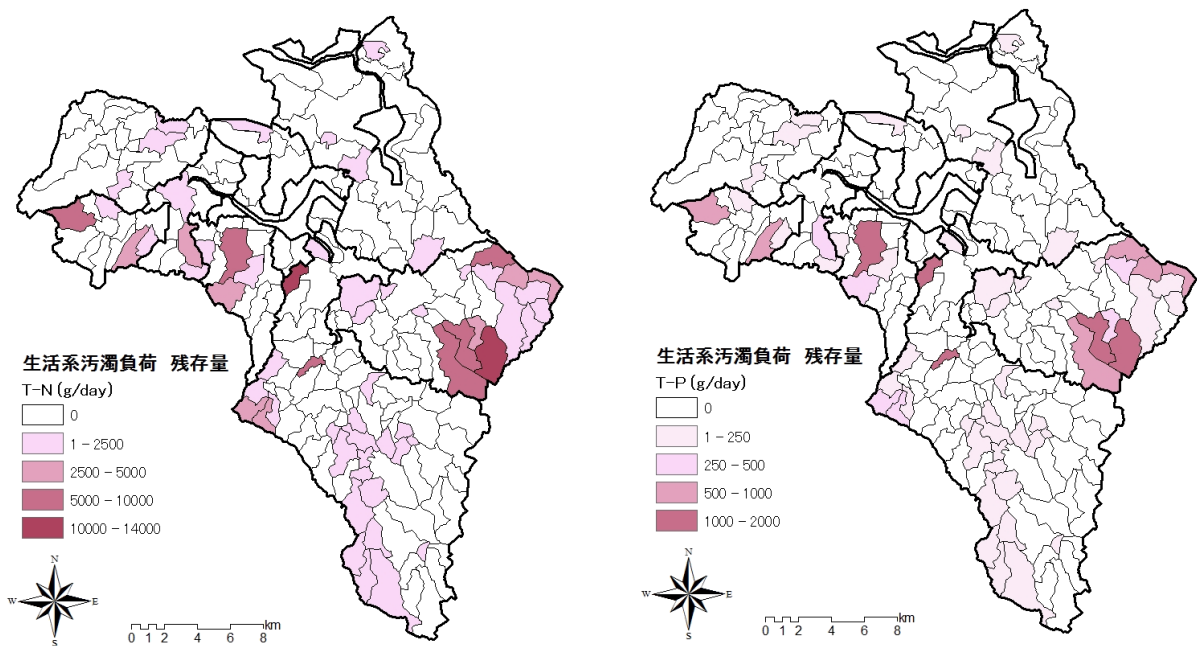 生活系汚濁負荷 残存量
T-N (g/day)
0
1 - 2500
2500 - 5000
5000 - 10000
10000 - 14000
N
W
E
S
0 1 2 4 6 8 km
生活系汚濁負荷 残存量
T-P (g/day)
0
1 - 250
250 - 500
500 - 1000
1000 - 2000
N
W
E
S
0 1 2 4 6 8 km